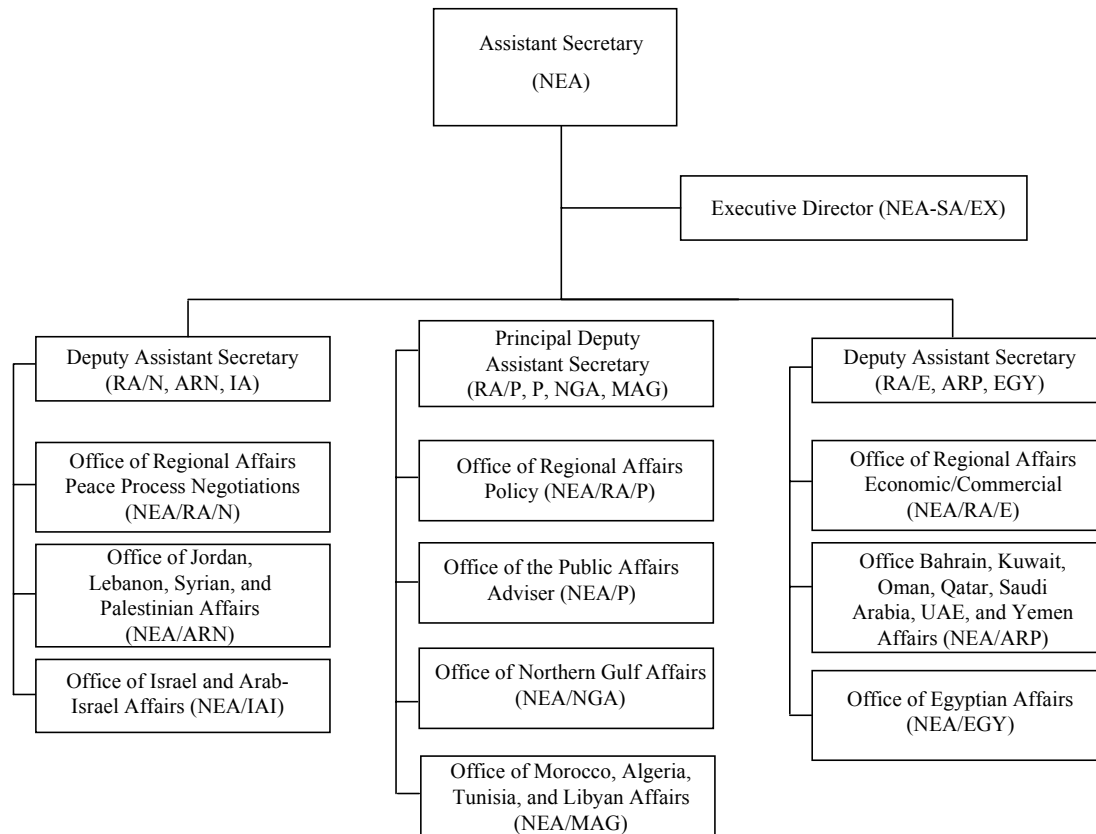 Assistant Secretary
(NEA)
Executive Director (NEA-SA/EX)
Deputy Assistant Secretary
(RA/N, ARN, IA)
Office of Regional Affairs
Peace Process Negotiations
(NEA/RA/N)
Office of Jordan,
Lebanon, Syrian, and
Palestinian Affairs
(NEA/ARN)
Office of Israel and Arab-
Israel Affairs (NEA/IAI)
Principal Deputy
Assistant Secretary
(RA/P, P, NGA, MAG)
Office of Regional Affairs
Policy (NEA/RA/P)
Office of the Public Affairs
Adviser (NEA/P)
Office of Northern Gulf Affairs
(NEA/NGA)
Office of Morocco, Algeria,
Tunisia, and Libyan Affairs
(NEA/MAG)
Deputy Assistant Secretary
(RA/E, ARP, EGY)
Office of Regional Affairs
Economic/Commercial
(NEA/RA/E)
Office Bahrain, Kuwait,
Oman, Qatar, Saudi
Arabia, UAE, and Yemen
Affairs (NEA/ARP)
Office of Egyptian Affairs
(NEA/EGY)